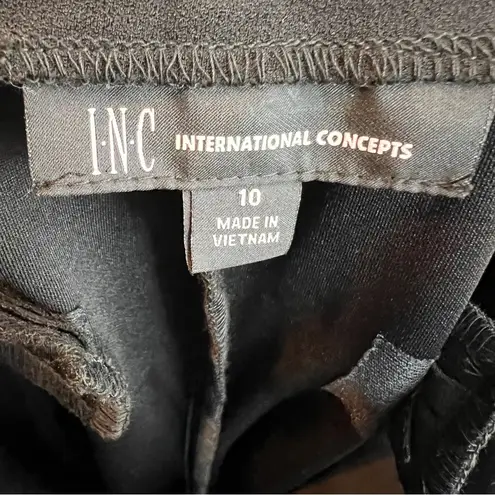 I·N·C INTERNATIONAL CONCEPTS
10
MADE IN
VIETNAM